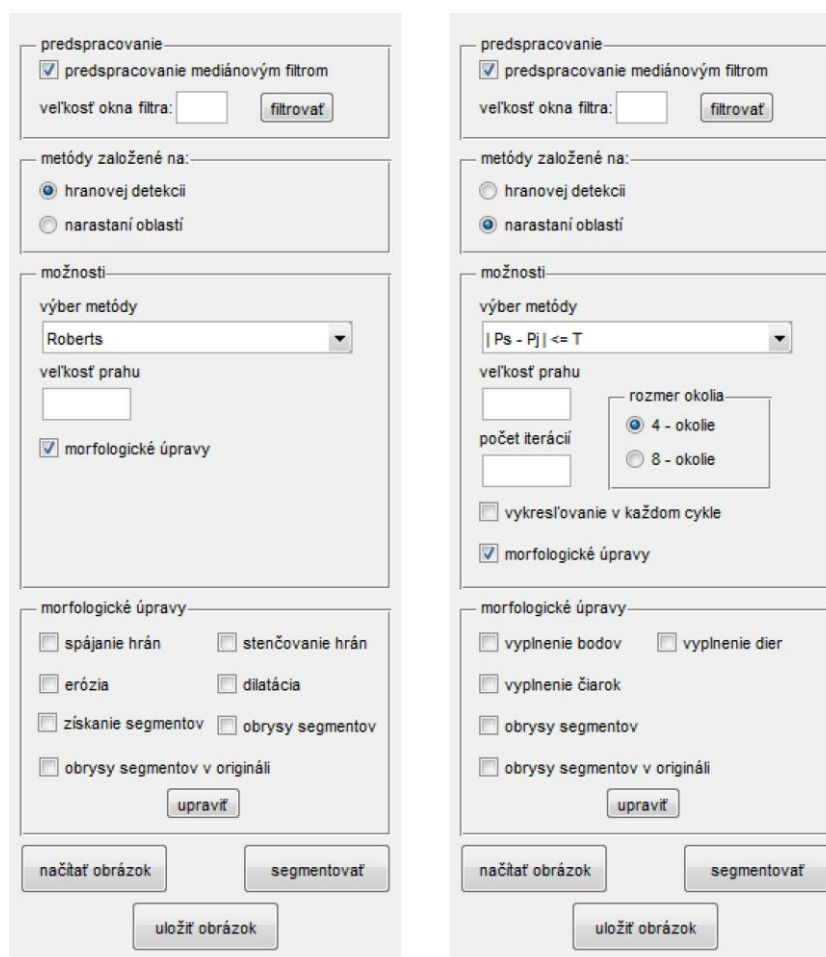 predspracovanie
predspracovanie mediánovým filtrom
veľkosť okna filtra:
filtrovať
metódy založené na:
hranovej detekcii
narastaní oblastí
možnosti
výber metódy
Roberts
veľkosť prahu
morfologické úpravy
morfologické úpravy
spájanie hrán
stenčovanie hrán
erózia
dilatácia
získanie segmentov
obrysy segmentov
obrysy segmentov v origináli
upraviť
načítať obrázok
segmentovať
uložiť obrázok
predspracovanie
predspracovanie mediánovým filtrom
veľkosť okna filtra:
filtrovať
metódy založené na:
hranovej detekcii
narastaní oblastí
možnosti
výber metódy
| Ps - Pj | <= T
veľkosť prahu
rozmer okolia
4 - okolie
počet iterácií
8 - okolie
vykresľovanie v každom cykle
morfologické úpravy
morfologické úpravy
vyplnenie bodov
vyplnenie dier
vyplnenie čiarok
obrysy segmentov
obrysy segmentov v origináli
upraviť
načítať obrázok
segmentovať
uložiť obrázok